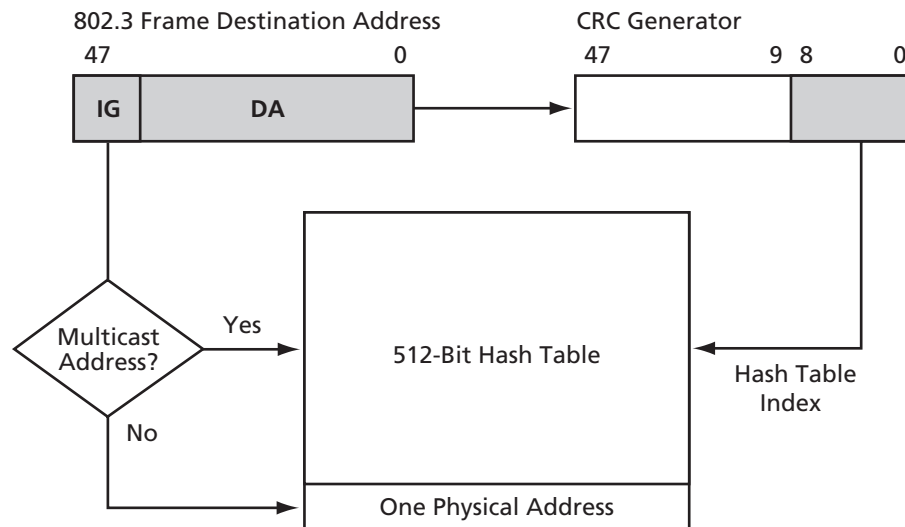 802.3 Frame Destination Address
CRC Generator
47 0
47 9 8 0
IG DA
Multicast
Address?
Yes
No
512-Bit Hash Table
Hash Table
Index
One Physical Address